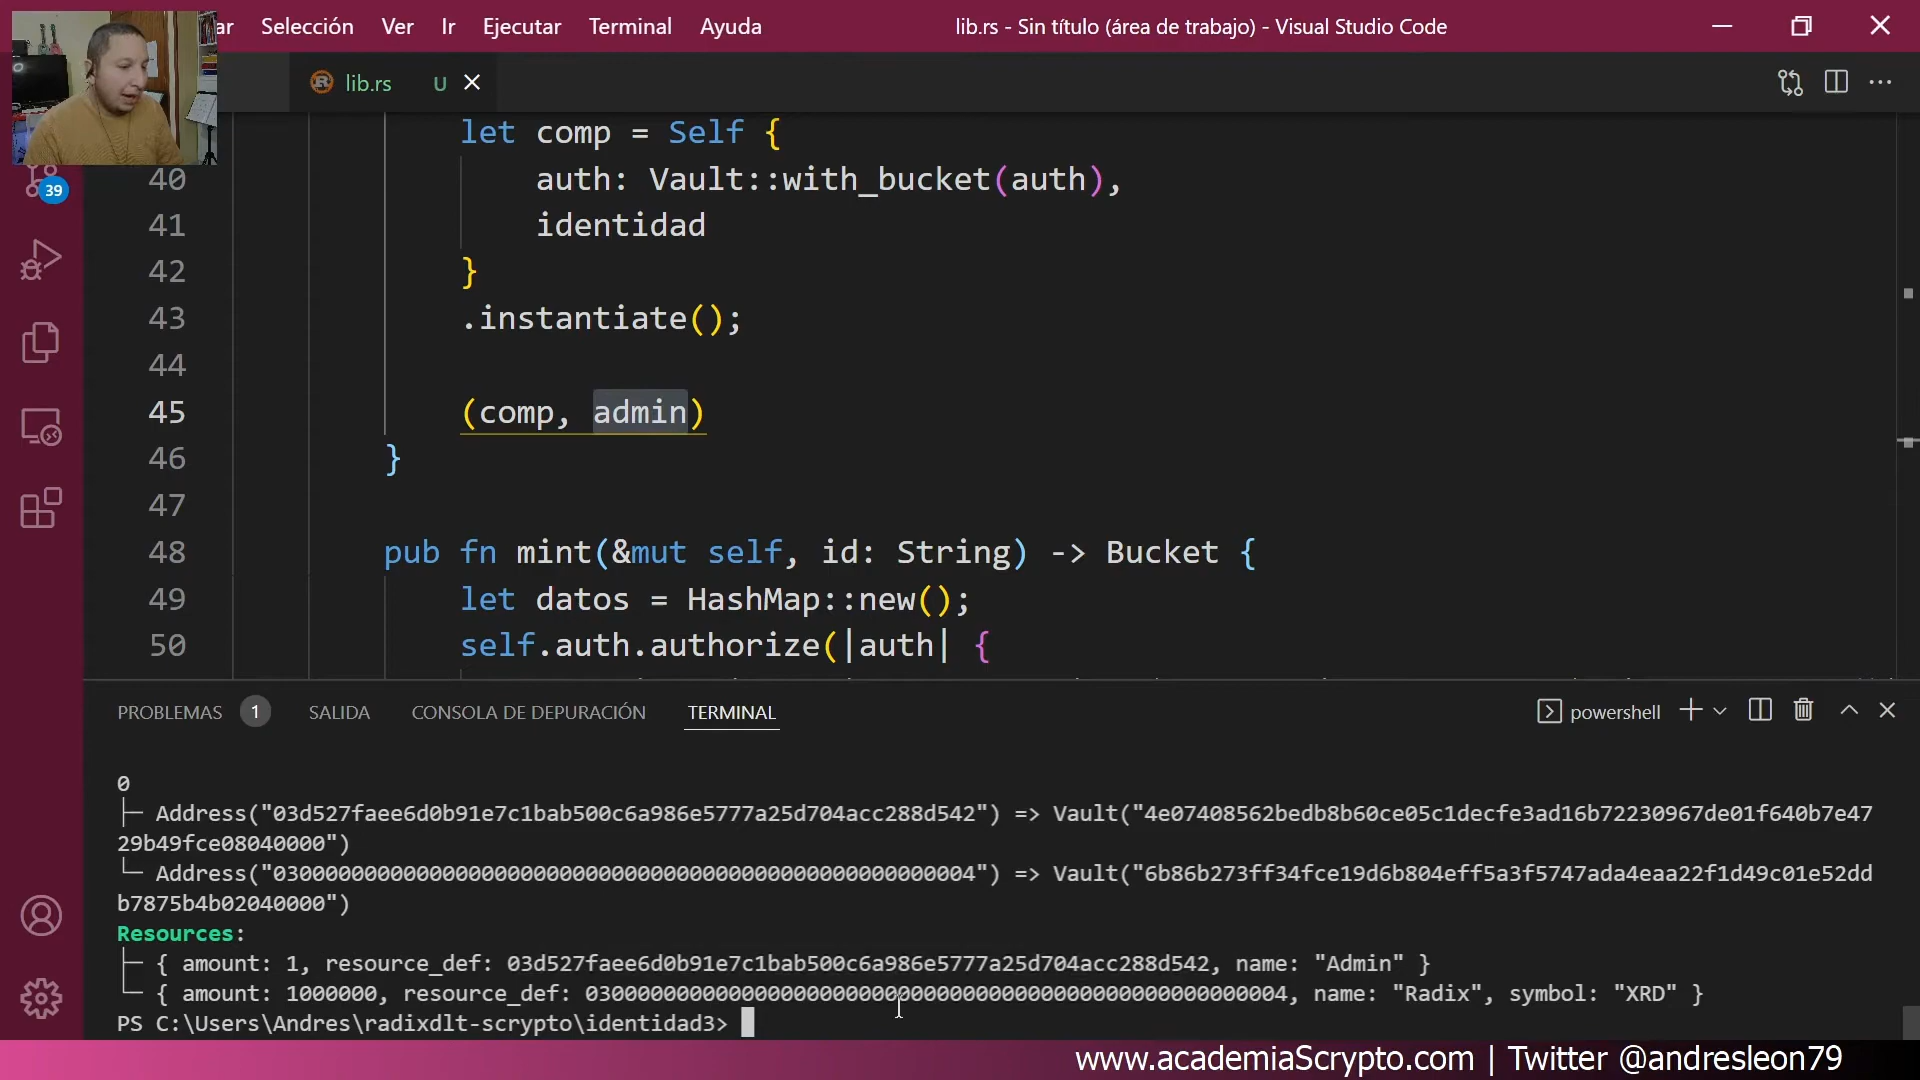 ar Selección Ver Ir Ejecutar Terminal Ayuda lib.rs - Sin título (área de trabajo) - Visual Studio Code
lib.rs U
let comp = Self {
40 auth: Vault::with_bucket(auth),
41 identidad
42 }
43 .instantiate();
44
45 (comp, admin)
46 }
47
48 pub fn mint(&mut self, id: String) -> Bucket {
49 let datos = HashMap::new();
50 self.auth.authorize(|auth| {
39
PROBLEMAS 1 SALIDA CONSOLA DE DEPURACIÓN TERMINAL powershell
0
├─ Address("03d527faee6d0b91e7c1bab500c6a986e5777a25d704acc288d542") => Vault("4e07408562bedb8b60ce05c1decfe3ad16b72230967de01f640b7e47
29b49fce08040000")
└─ Address("030000000000000000000000000000000000000000000000000004") => Vault("6b86b273ff34fce19d6b804eff5a3f5747ada4eaa22f1d49c01e52dd
b7875b4b02040000")
Resources:
├─ { amount: 1, resource_def: 03d527faee6d0b91e7c1bab500c6a986e5777a25d704acc288d542, name: "Admin" }
└─ { amount: 1000000, resource_def: 030000000000000000000000000000000000000000000000000004, name: "Radix", symbol: "XRD" }
PS C:\Users\Andres\radixdlt-scrypto\identidad3>
www.academiaScrypto.com | Twitter @andresleon79